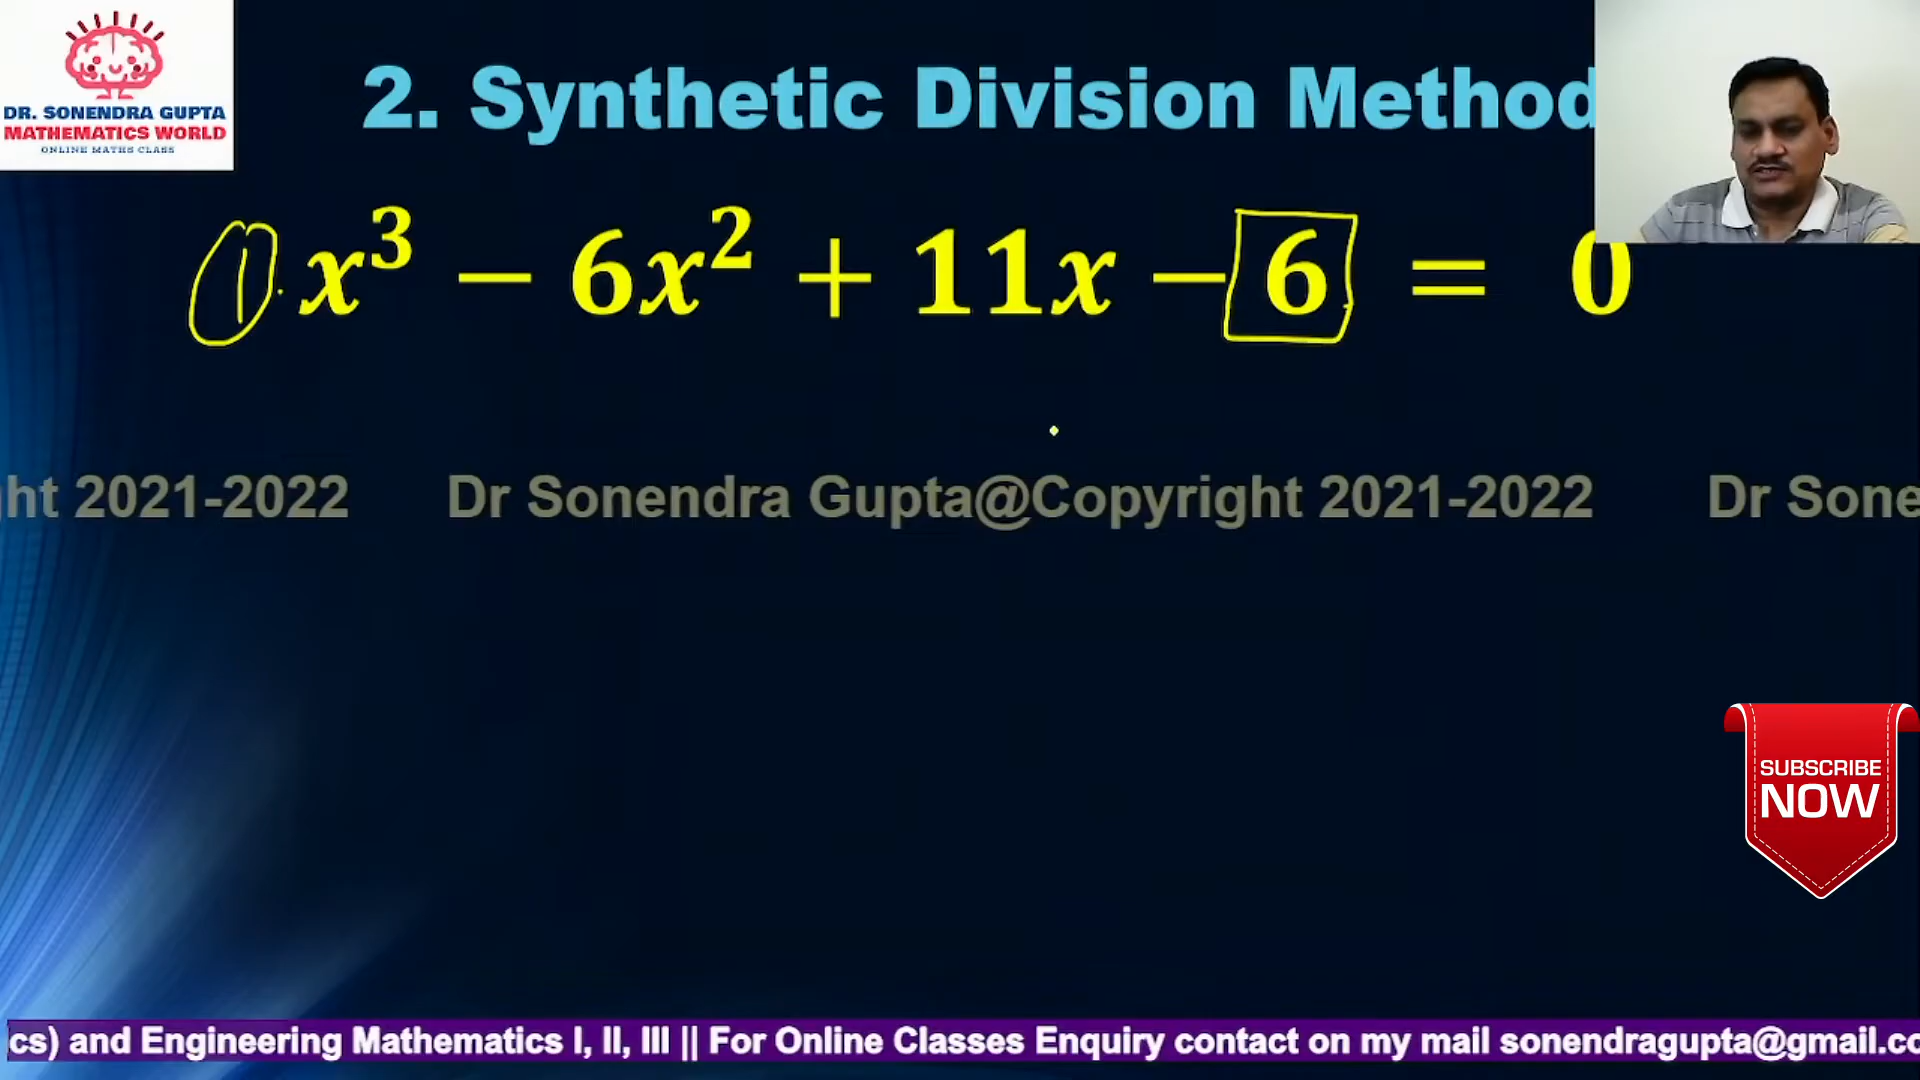 DR. SONENDRA GUPTA
MATHEMATICS WORLD
ONLINE MATHS CLASS
2. Synthetic Division Method
1 x³ − 6x² + 11x − 6 = 0
ht 2021-2022 Dr Sonendra Gupta@Copyright 2021-2022 Dr Sone
SUBSCRIBE
NOW
cs) and Engineering Mathematics I, II, III || For Online Classes Enquiry contact on my mail sonendragupta@gmail.co